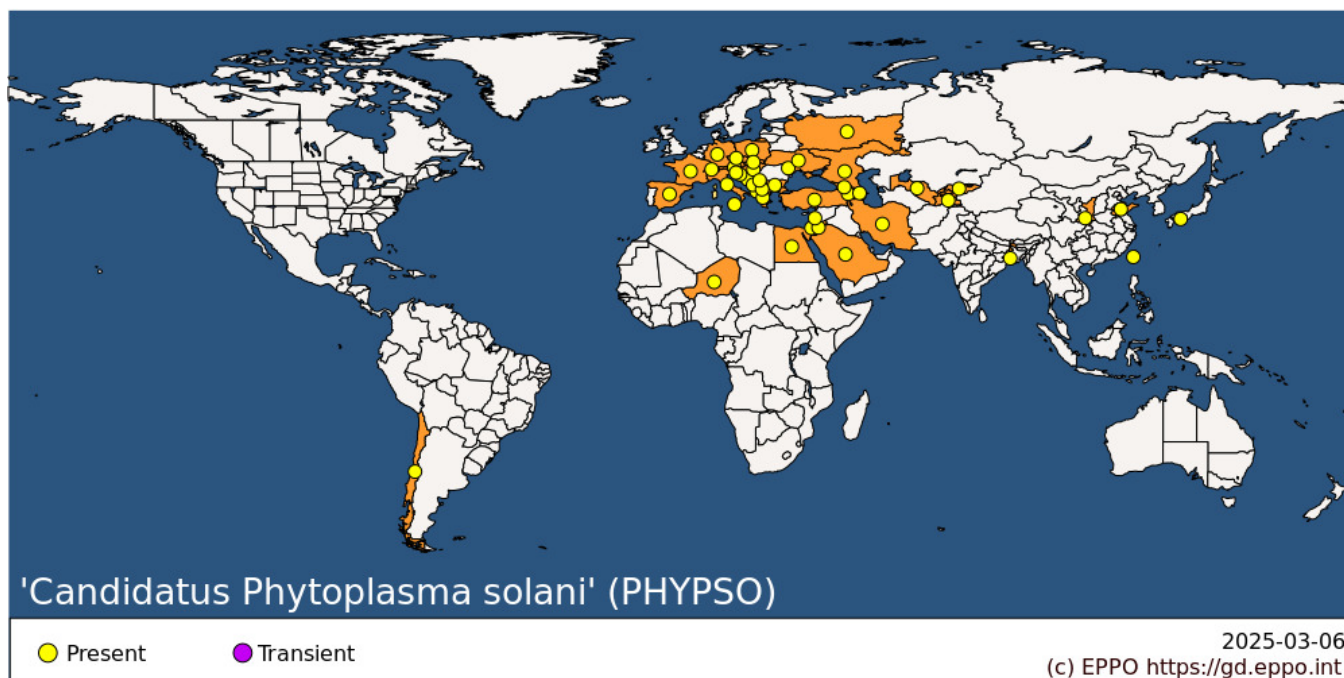 'Candidatus Phytoplasma solani' (PHYPSO)
Present
Transient
2025-03-06
(c) EPPO https://gd.eppo.int